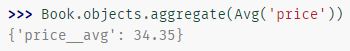 >>> Book.objects.aggregate(Avg('price'))
{'price__avg': 34.35}